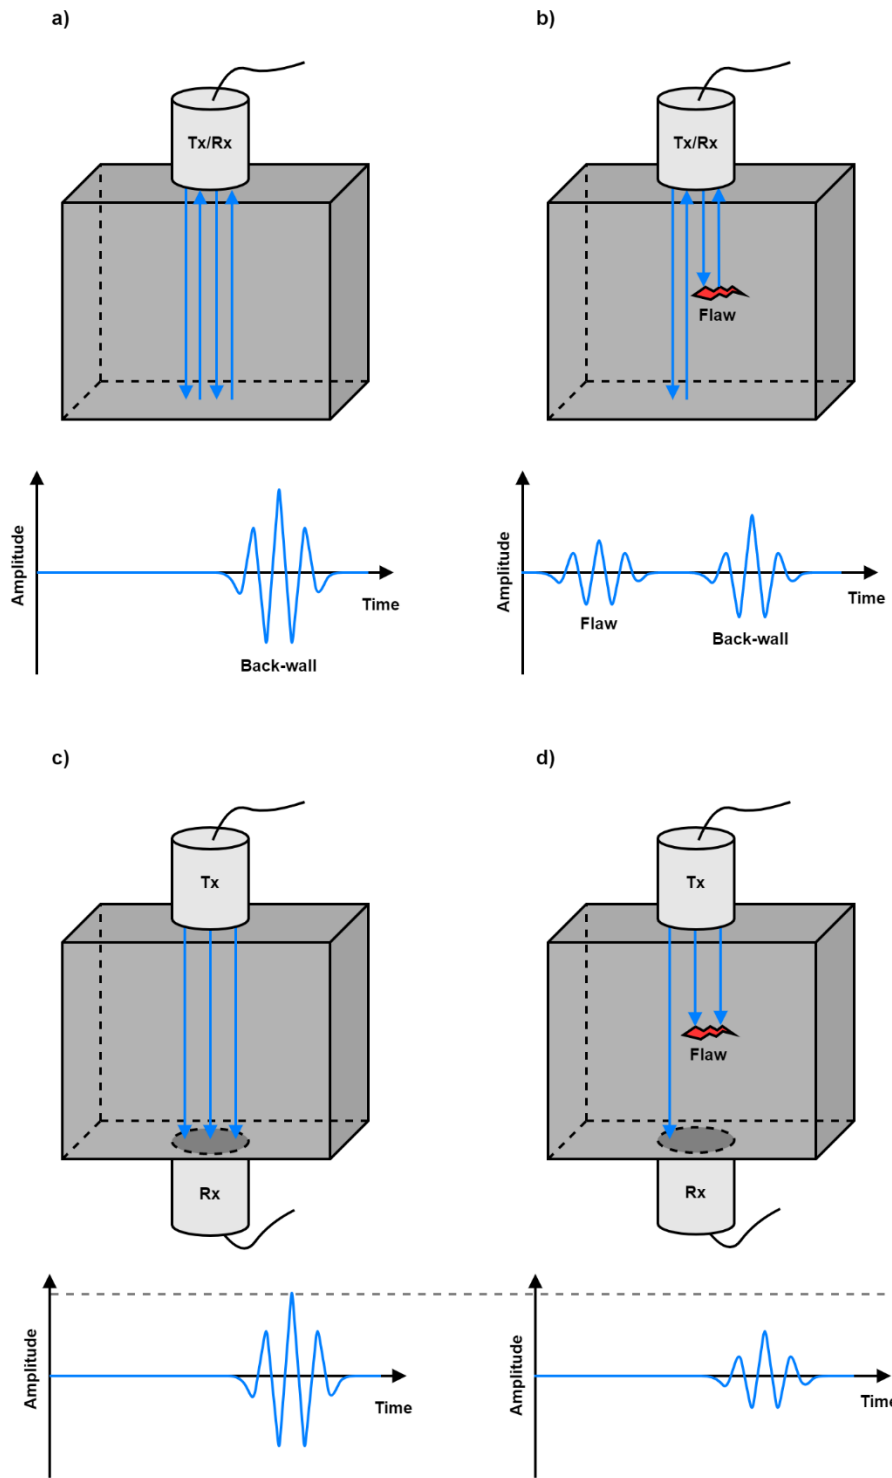 a)
b)
Tx/Rx
Tx/Rx
Flaw
Amplitude
Time
Back-wall
Amplitude
Time
Flaw
Back-wall
c)
d)
Tx
Tx
Flaw
Rx
Rx
Amplitude
Time
Amplitude
Time